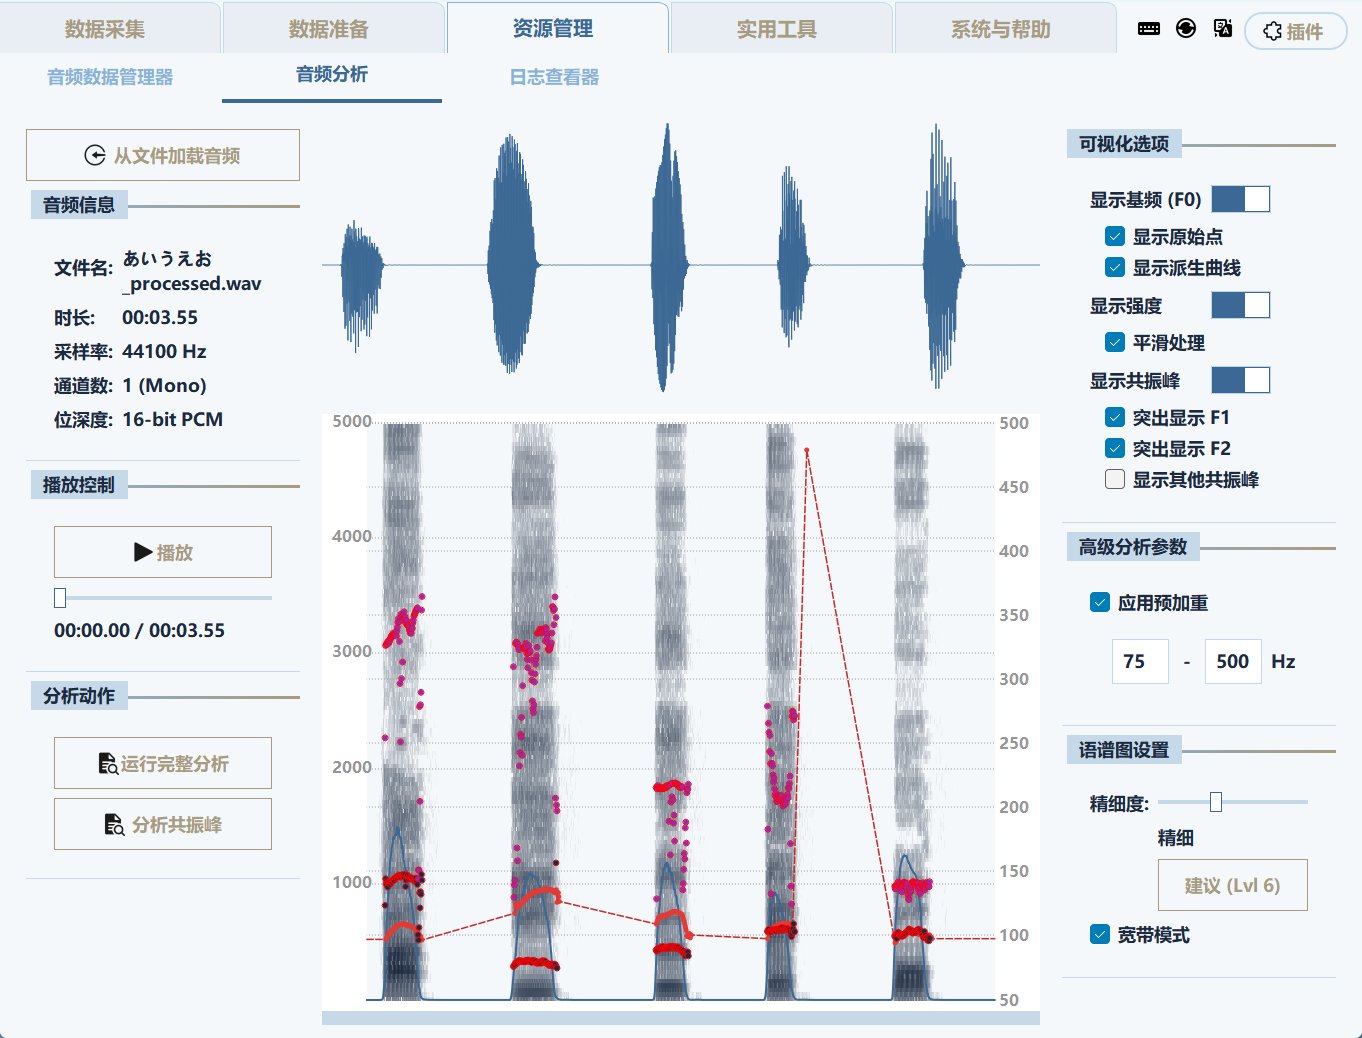 数据采集
数据准备
资源管理
实用工具
系统与帮助
插件
音频数据管理器
音频分析
日志查看器
从文件加载音频
音频信息
文件名: あいうえお
_processed.wav
时长: 00:03.55
采样率: 44100 Hz
通道数: 1 (Mono)
位深度: 16-bit PCM
播放控制
播放
00:00.00 / 00:03.55
分析动作
运行完整分析
分析共振峰
5000
4000
3000
2000
1000
500
450
400
350
300
250
200
150
100
50
可视化选项
显示基频 (F0)
显示原始点
显示派生曲线
显示强度
平滑处理
显示共振峰
突出显示 F1
突出显示 F2
显示其他共振峰
高级分析参数
应用预加重
75 - 500 Hz
语谱图设置
精细度:
精细
建议 (Lvl 6)
宽带模式